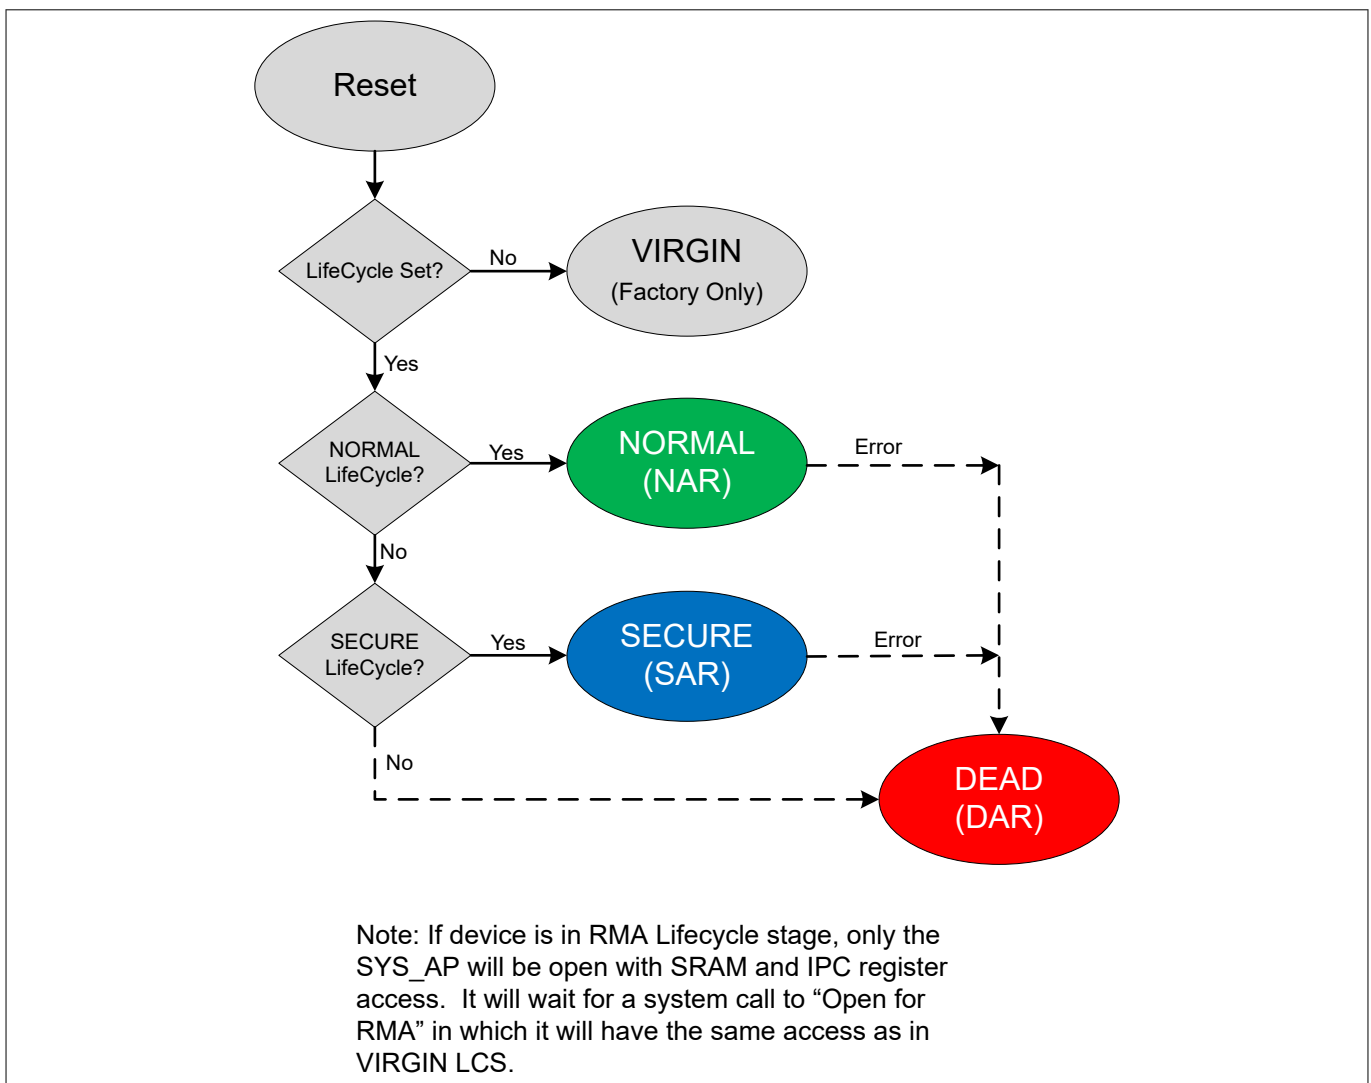 Reset
LifeCycle Set?
No
VIRGIN
(Factory Only)
Yes
NORMAL
LifeCycle?
Yes
NORMAL
(NAR)
Error
No
SECURE
LifeCycle?
Yes
SECURE
(SAR)
Error
No
DEAD
(DAR)
Note: If device is in RMA Lifecycle stage, only the
SYS_AP will be open with SRAM and IPC register
access.  It will wait for a system call to “Open for
RMA” in which it will have the same access as in
VIRGIN LCS.